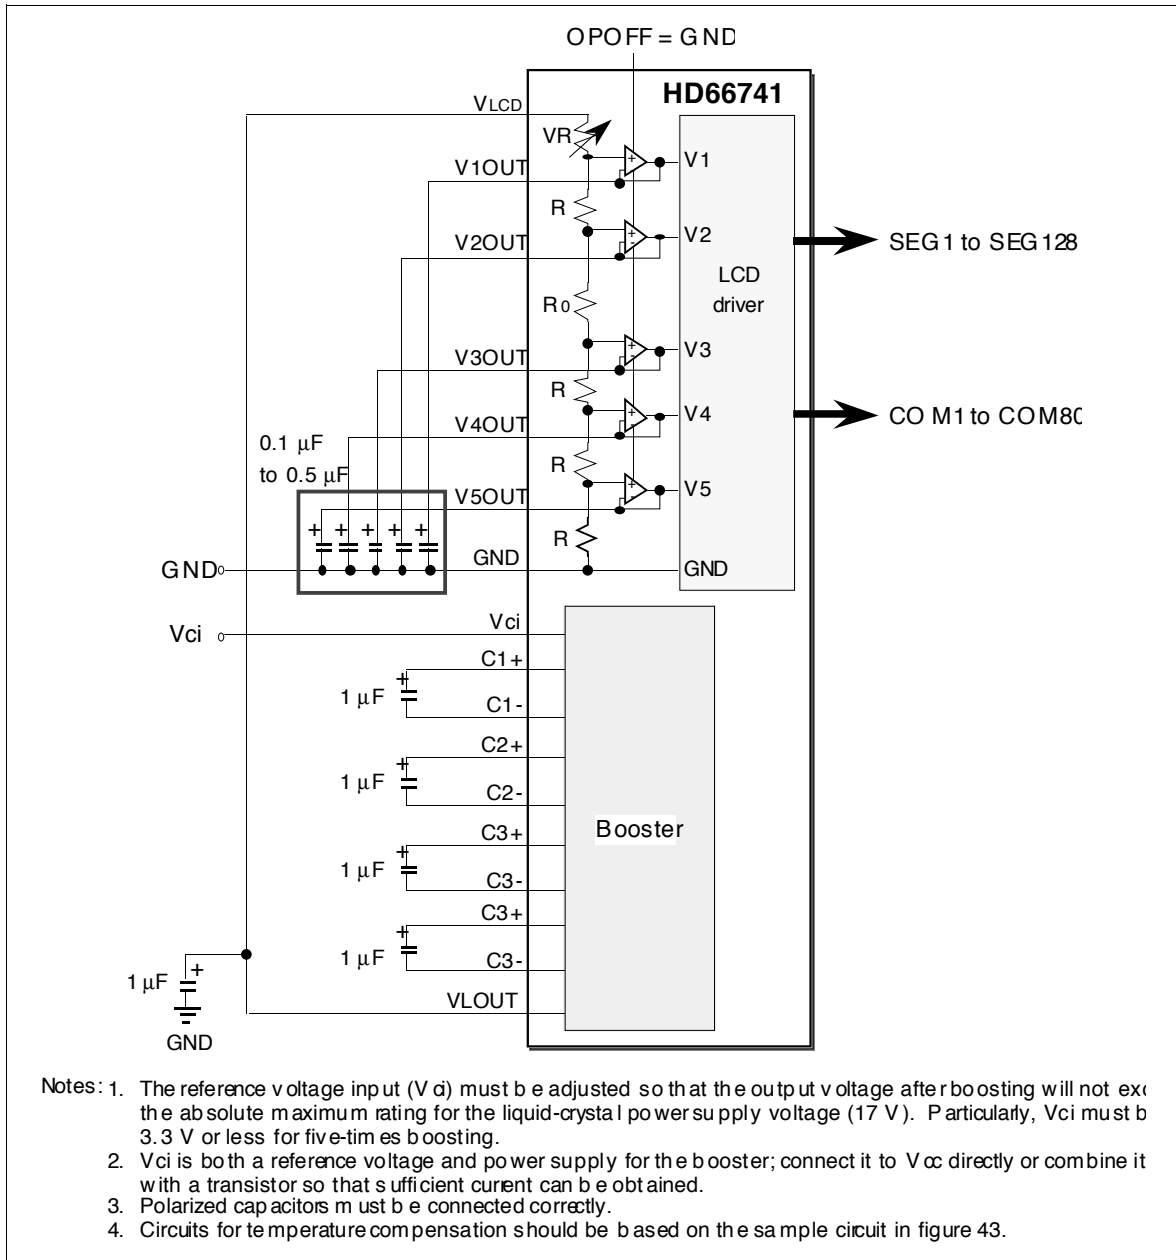 OPOFF = GND
HD66741
VLCD
VR
V1
V1OUT
R
V2
V2OUT
SEG1 to SEG128
LCD
driver
R0
V3
V3OUT
R
V4
COM1 to COM80
V4OUT
0.1 µF
to 0.5 µF
R
V5
V5OUT
+ + + + +
R
GND
GND
GND
Vci
Vci
C1+
+
1 µF
C1-
C2+
+
1 µF
C2-
Booster
C3+
+
1 µF
C3-
C3+
+
1 µF
C3-
+
1 µF
VLOUT
GND
Notes: 1. The reference voltage input (Vci) must be adjusted so that the output voltage after boosting will not exc
the absolute maximum rating for the liquid-crystal power supply voltage (17 V). Particularly, Vci must b
3.3 V or less for five-times boosting.
2. Vci is both a reference voltage and power supply for the booster; connect it to Vcc directly or combine it
with a transistor so that sufficient current can be obtained.
3. Polarized capacitors must be connected correctly.
4. Circuits for temperature compensation should be based on the sample circuit in figure 43.